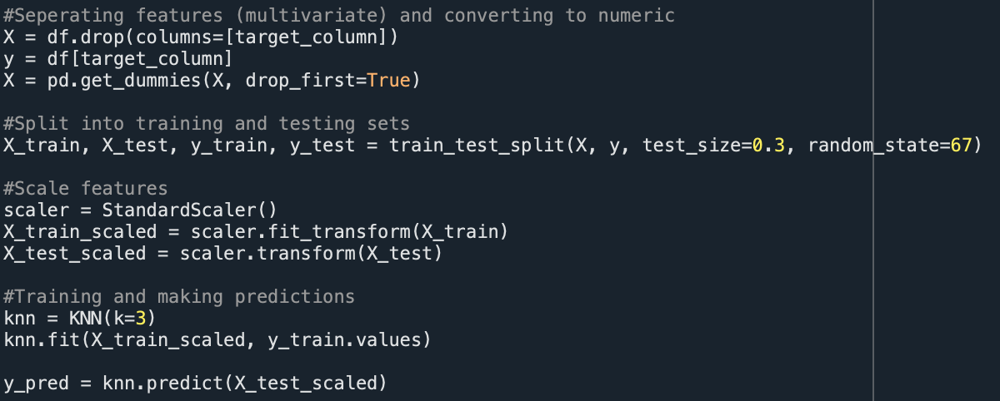 #Seperating features (multivariate) and converting to numeric
X = df.drop(columns=[target_column])
y = df[target_column]
X = pd.get_dummies(X, drop_first=True)
#Split into training and testing sets
X_train, X_test, y_train, y_test = train_test_split(X, y, test_size=0.3, random_state=67)
#Scale features
scaler = StandardScaler()
X_train_scaled = scaler.fit_transform(X_train)
X_test_scaled = scaler.transform(X_test)
#Training and making predictions
knn = KNN(k=3)
knn.fit(X_train_scaled, y_train.values)
y_pred = knn.predict(X_test_scaled)